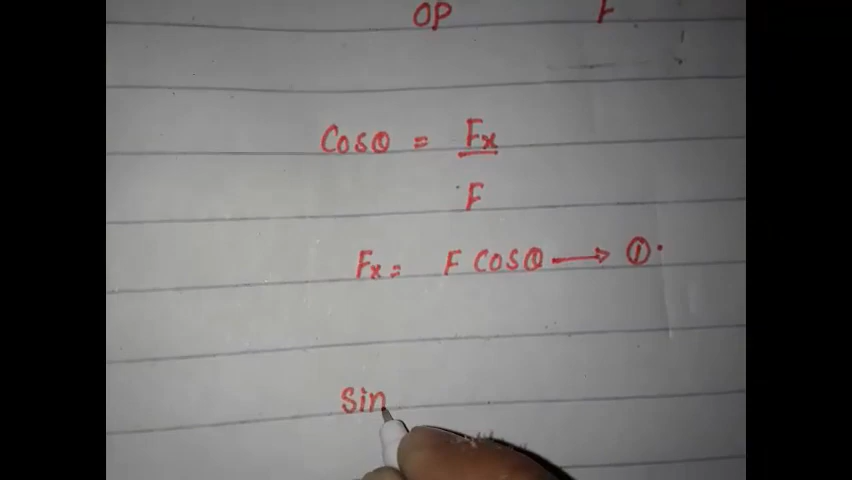 OP F
Cosθ = Fx
F
Fx = F Cosθ → ①.
Sin